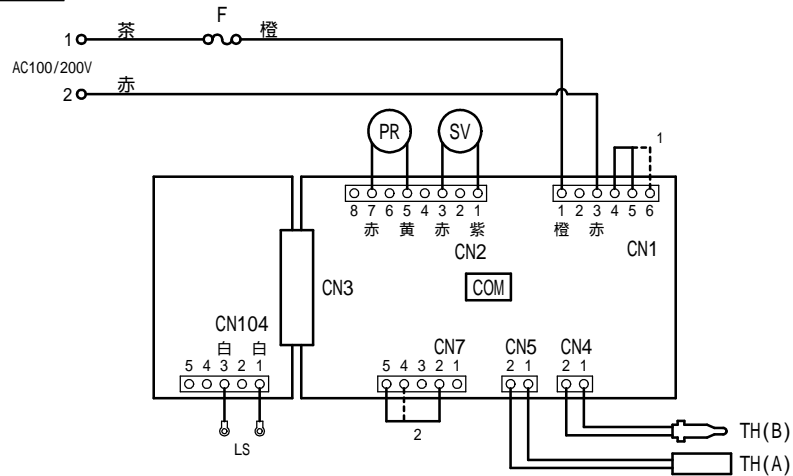 F
1 茶 橙
AC100/200V
2 赤
PR SV 1
8 7 6 5 4 3 2 1 1 2 3 4 5 6
赤 黄 赤 紫 橙 赤
CN2 CN1
CN3 COM
CN104 CN7 CN5 CN4
白 白
5 4 3 2 1 5 4 3 2 1 2 1 2 1
LS 2 TH(B)
TH(A)